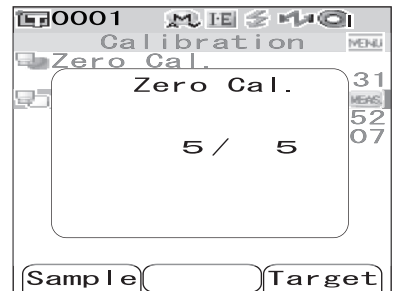 0001 M I·E
Calibration MENU
Zero Cal.
Zero Cal. 31
MEAS
52
5/ 5 07
Sample Target